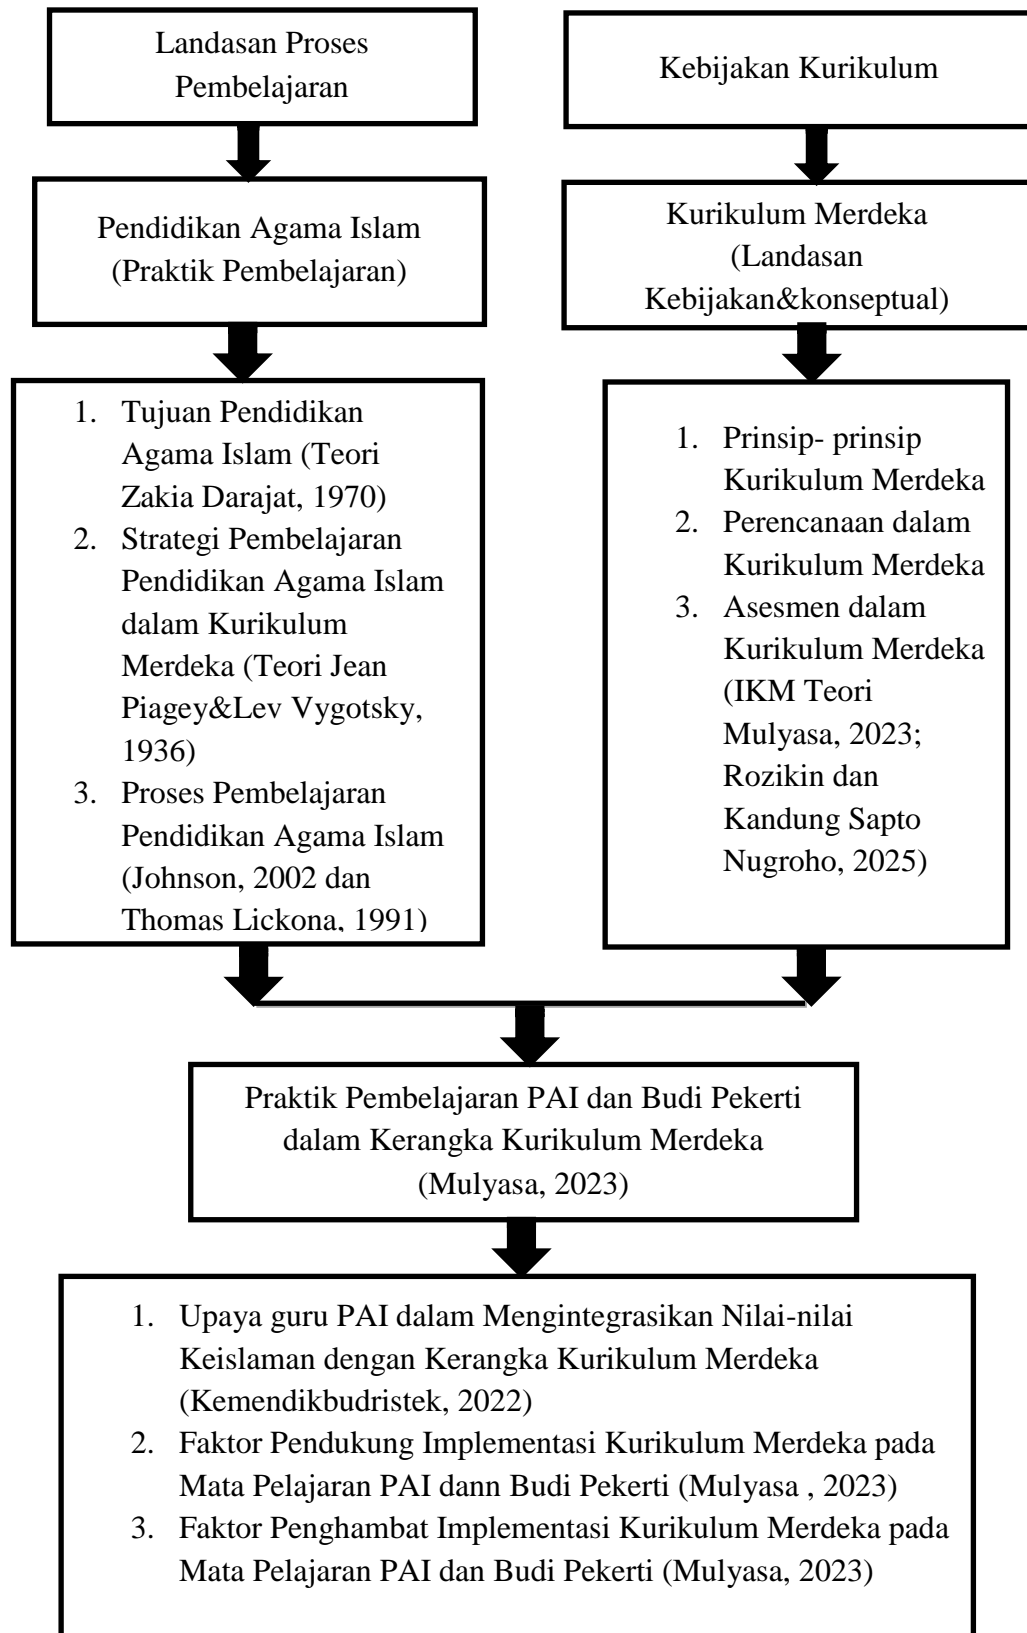 Landasan Proses
Pembelajaran
Kebijakan Kurikulum
Pendidikan Agama Islam
(Praktik Pembelajaran)
Kurikulum Merdeka
(Landasan
Kebijakan&konseptual)
1. Tujuan Pendidikan
Agama Islam (Teori
Zakia Darajat, 1970)
2. Strategi Pembelajaran
Pendidikan Agama Islam
dalam Kurikulum
Merdeka (Teori Jean
Piagey&Lev Vygotsky,
1936)
3. Proses Pembelajaran
Pendidikan Agama Islam
(Johnson, 2002 dan
Thomas Lickona, 1991)
1. Prinsip- prinsip
Kurikulum Merdeka
2. Perencanaan dalam
Kurikulum Merdeka
3. Asesmen dalam
Kurikulum Merdeka
(IKM Teori
Mulyasa, 2023;
Rozikin dan
Kandung Sapto
Nugroho, 2025)
Praktik Pembelajaran PAI dan Budi Pekerti
dalam Kerangka Kurikulum Merdeka
(Mulyasa, 2023)
1. Upaya guru PAI dalam Mengintegrasikan Nilai-nilai
Keislaman dengan Kerangka Kurikulum Merdeka
(Kemendikbudristek, 2022)
2. Faktor Pendukung Implementasi Kurikulum Merdeka pada
Mata Pelajaran PAI dann Budi Pekerti (Mulyasa , 2023)
3. Faktor Penghambat Implementasi Kurikulum Merdeka pada
Mata Pelajaran PAI dan Budi Pekerti (Mulyasa, 2023)